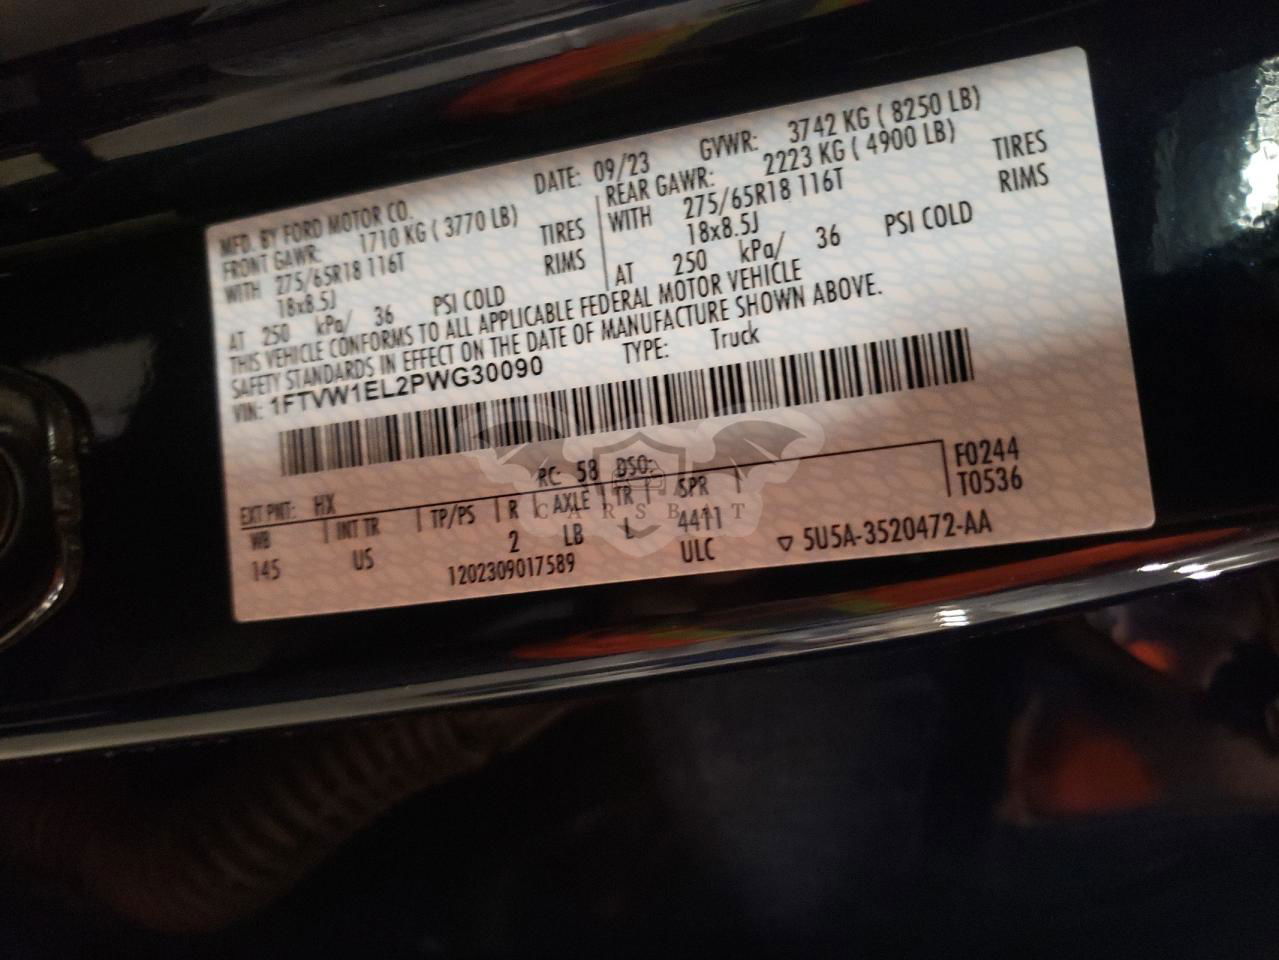 MFD. BY FORD MOTOR CO.
DATE: 09/23 GVWR: 3742 KG ( 8250 LB)
FRONT GAWR: 1710 KG ( 3770 LB)
REAR GAWR: 2223 KG ( 4900 LB)
WITH 275/65R18 116T TIRES
WITH 275/65R18 116T TIRES
18x8.5J RIMS
18x8.5J RIMS
AT 250 kPa/ 36 PSI COLD
AT 250 kPa/ 36 PSI COLD
THIS VEHICLE CONFORMS TO ALL APPLICABLE FEDERAL MOTOR VEHICLE
SAFETY STANDARDS IN EFFECT ON THE DATE OF MANUFACTURE SHOWN ABOVE.
VIN: 1FTVW1EL2PWG30090 TYPE: Truck
EXT PNT: HX RC: 58 DSO:
WB INT TR TP/PS R AXLE TR SPR
145 US 2 LB L 4411
F0244
T0536
1202309017589 ULC ▽ 5U5A-3520472-AA
CARSBIT